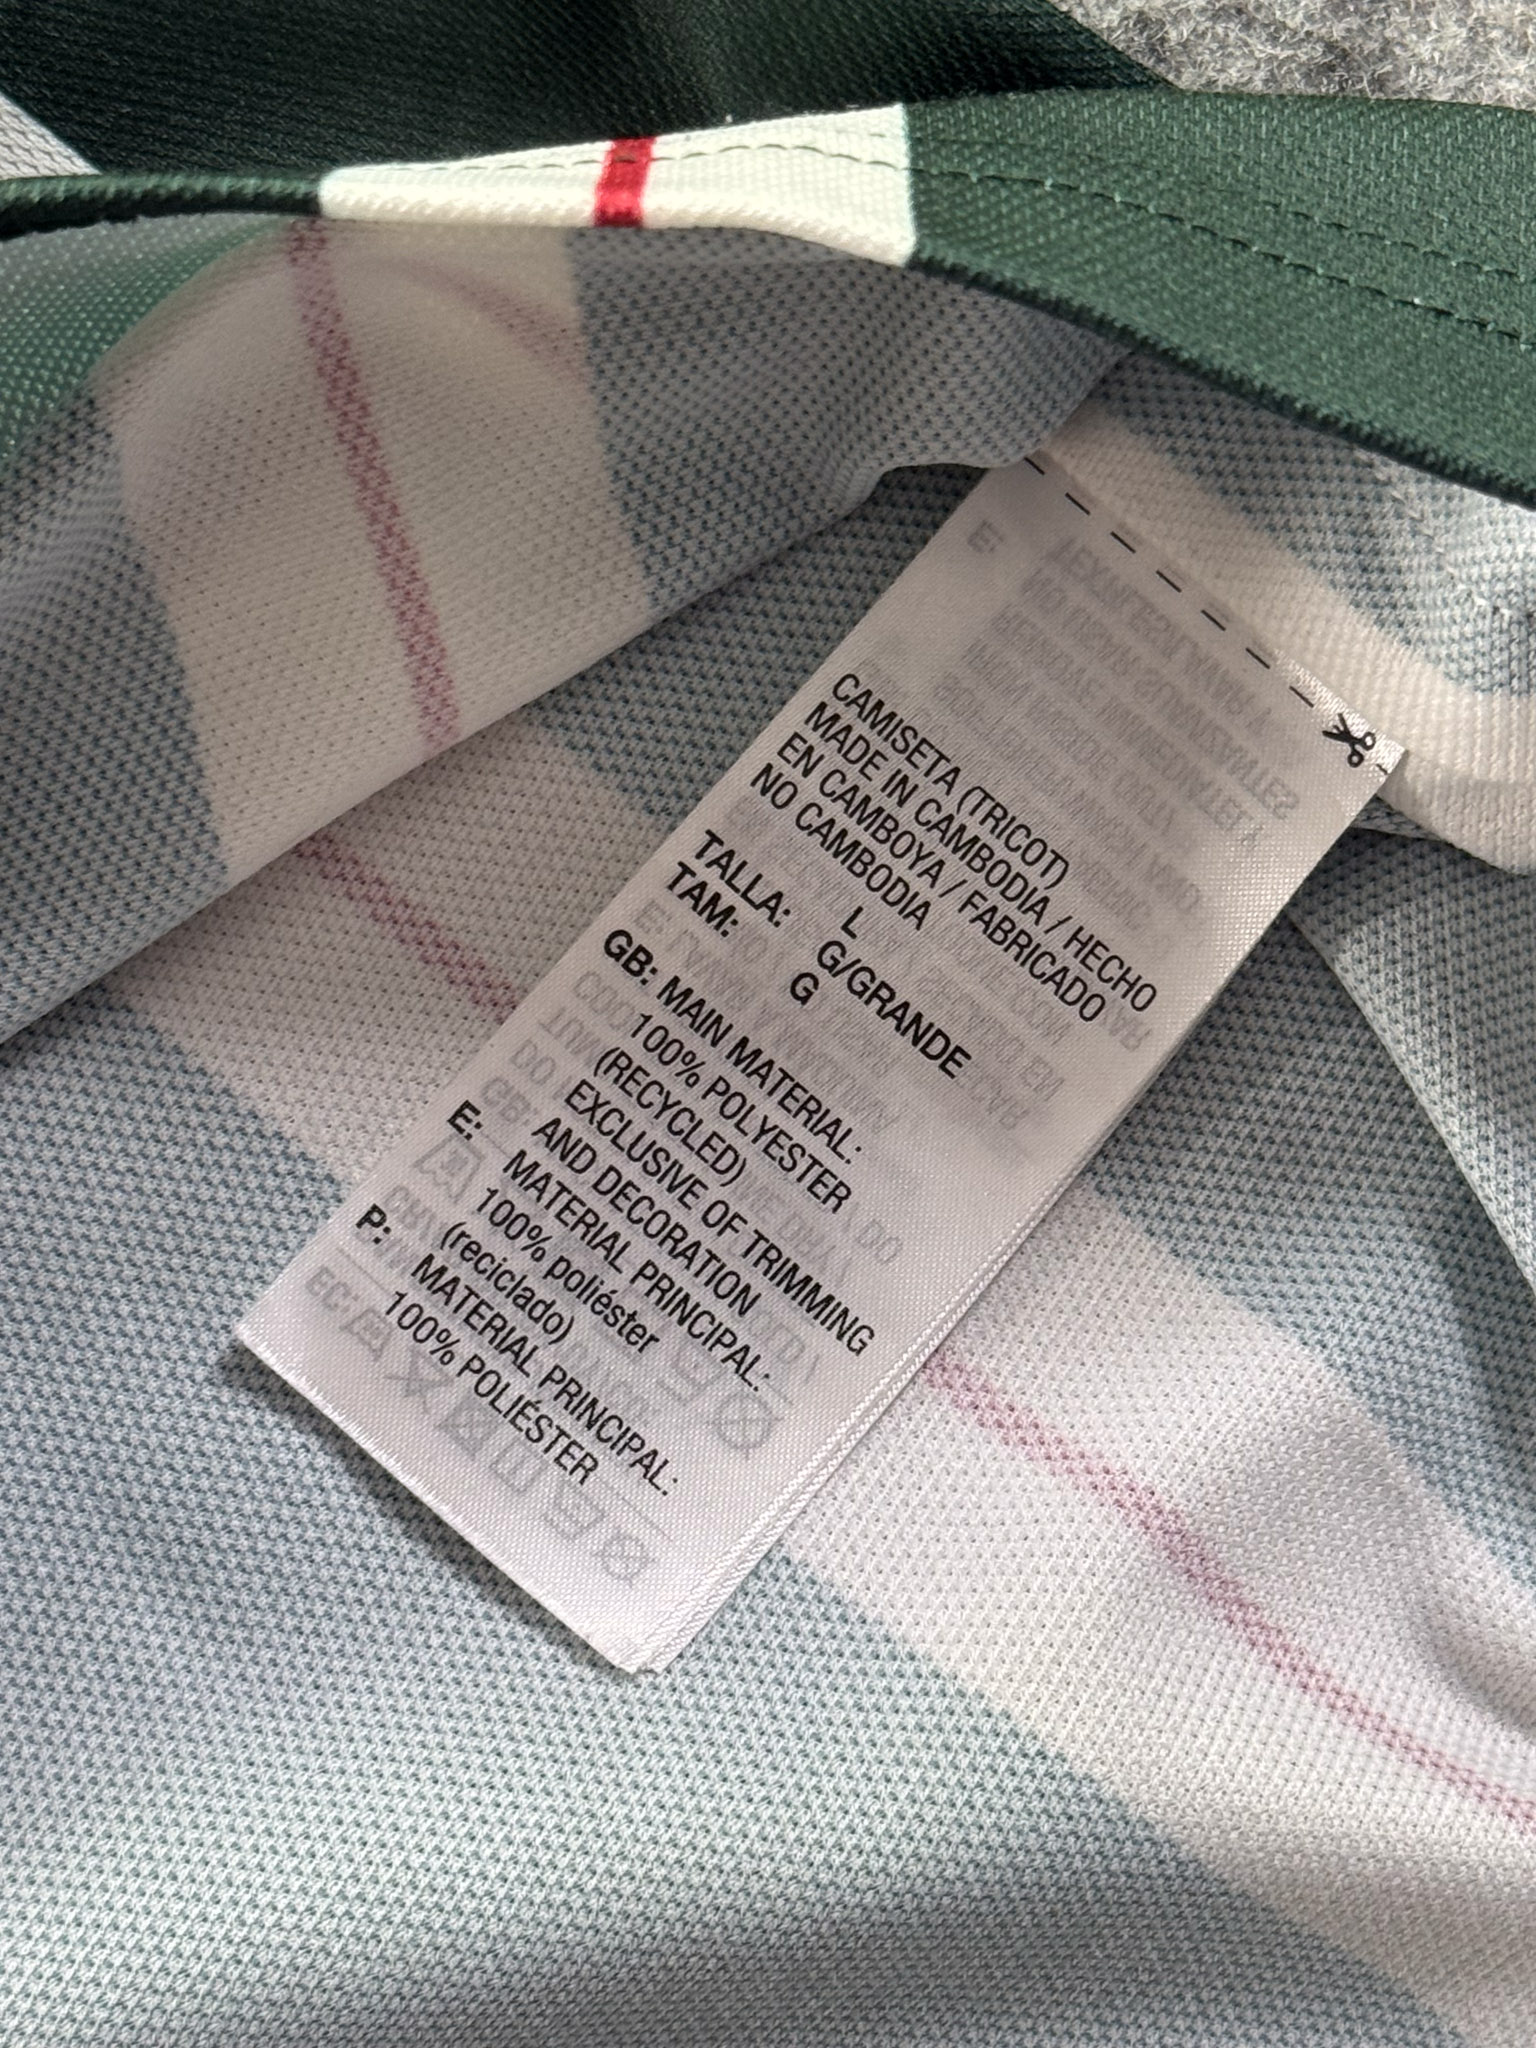 CAMISETA (TRICOT)
MADE IN CAMBODIA / HECHO
EN CAMBOYA / FABRICADO
NO CAMBODIA
TALLA: L
G/GRANDE
TAM: G
GB: MAIN MATERIAL:
100% POLYESTER
(RECYCLED)
EXCLUSIVE OF TRIMMING
AND DECORATION
E: MATERIAL PRINCIPAL:
100% poliéster
(reciclado)
P: MATERIAL PRINCIPAL:
100% POLIÉSTER